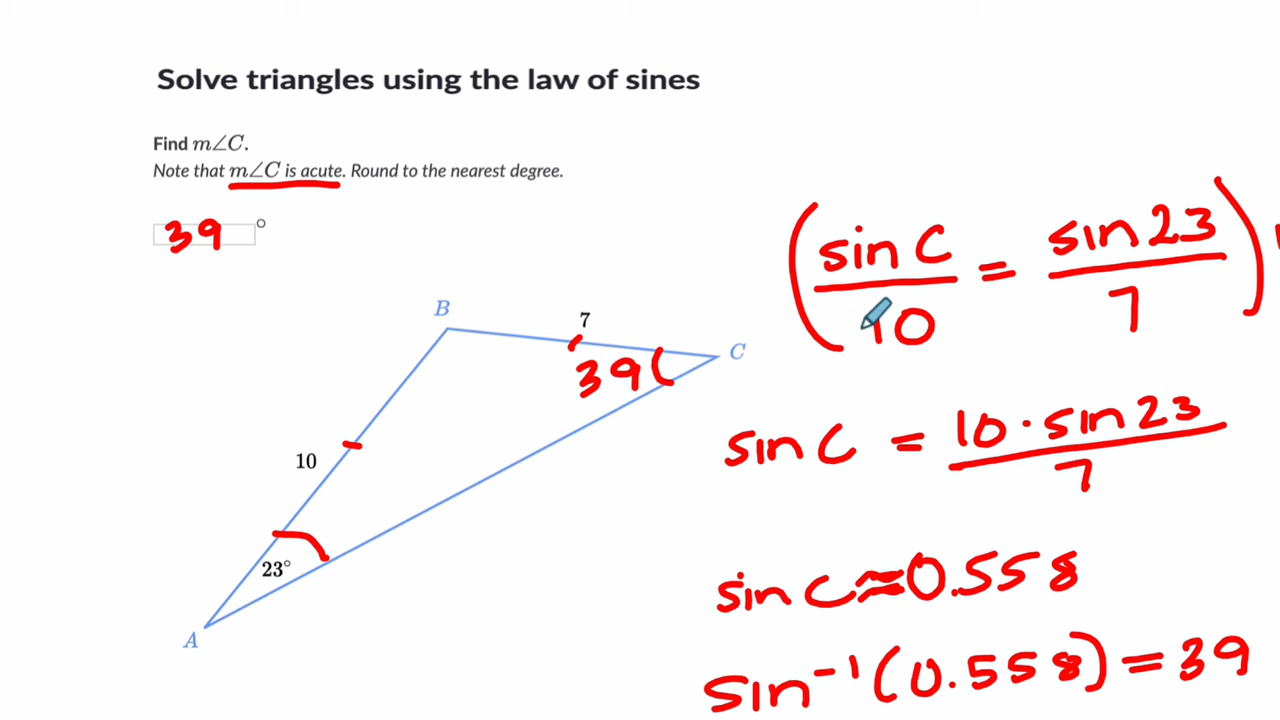 Solve triangles using the law of sines
Find m∠C.
Note that m∠C is acute. Round to the nearest degree.
39 °
(sin C / 10 = sin 23 / 7)
B
7
C
39
sin C = 10 · sin 23 / 7
10
23°
A
sin C ≈ 0.558
sin⁻¹(0.558) = 39